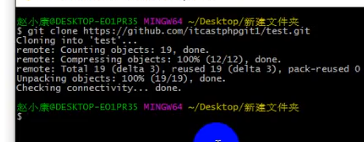 赵小康@DESKTOP-EO1PR35 MINGW64 ~/Desktop/新建文件夹
$ git clone https://github.com/itcastphpgit1/test.git
Cloning into 'test'...
remote: Counting objects: 19, done.
remote: Compressing objects: 100% (12/12), done.
remote: Total 19 (delta 3), reused 19 (delta 3), pack-reused 0
Unpacking objects: 100% (19/19), done.
Checking connectivity... done.
赵小康@DESKTOP-EO1PR35 MINGW64 ~/Desktop/新建文件夹
$